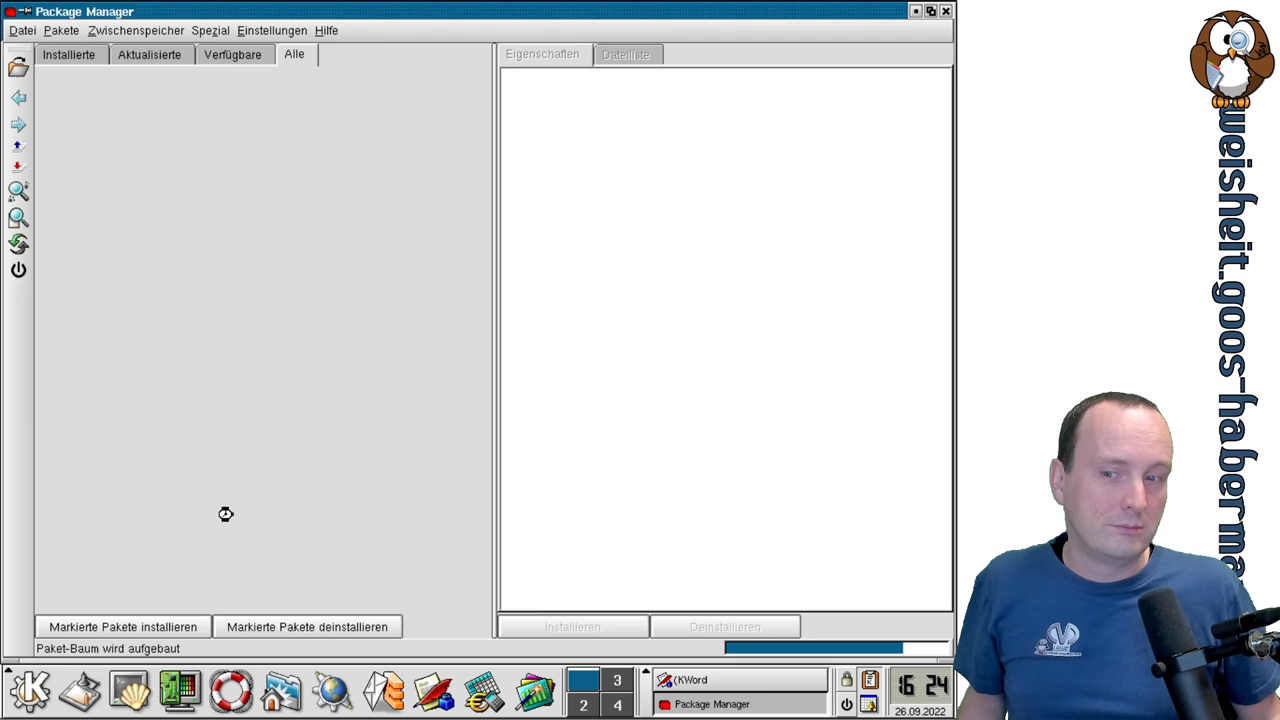 Package Manager
Datei Pakete Zwischenspeicher Spezial Einstellungen Hilfe
Installierte Aktualisierte Verfügbare Alle
Eigenschaften Dateiliste
Markierte Pakete installieren Markierte Pakete deinstallieren
Installieren Deinstallieren
Paket-Baum wird aufgebaut
3
2 4
(KWord
Package Manager
16 24
26.09.2022
weisheit.goos-haberma